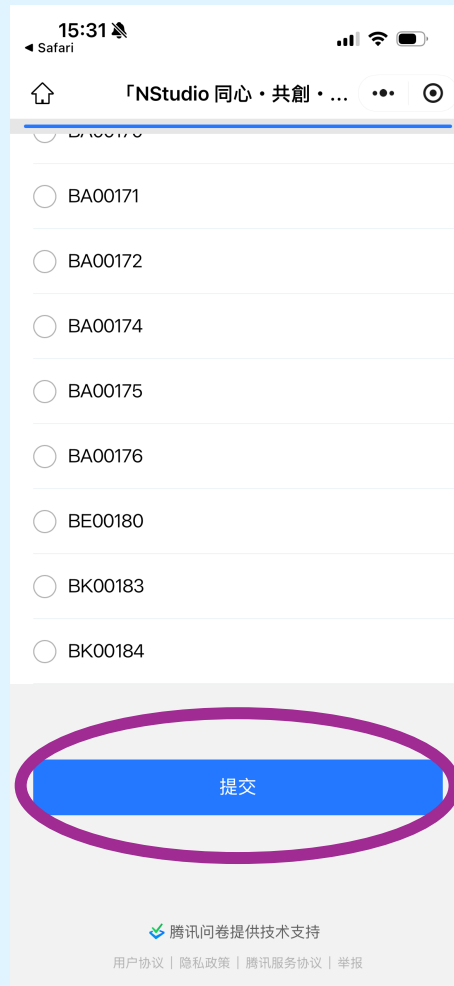 15:31
◀ Safari
「NStudio 同心・共創・...
BA00171
BA00172
BA00174
BA00175
BA00176
BE00180
BK00183
BK00184
提交
腾讯问卷提供技术支持
用户协议 | 隐私政策 | 腾讯服务协议 | 举报